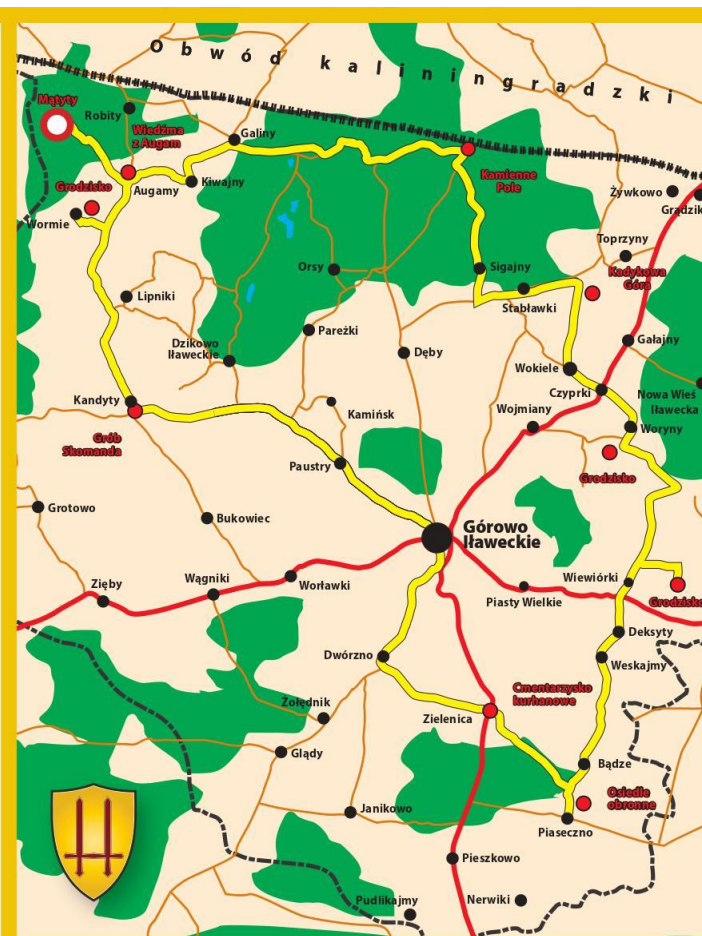 Obwód kaliningradzki
Mątyty
Robity
Wiedźma
z Augam
Galiny
Kamienne
Pole
Grodzisko
Augamy
Kiwajny
Żywkowo
Grądzik
Wormie
Toprzyny
Orsy
Sigajny
Kadykowa
Góra
Lipniki
Stabławki
Dzikowo
Iławeckie
Pareżki
Dęby
Gałajny
Wokiele
Czyprki
Nowa Wieś
Iławecka
Kandyty
Kamińsk
Wojmiany
Woryny
Grób
Skomanda
Paustry
Grodzisko
Grotowo
Bukowiec
Górowo
Iławeckie
Zięby
Wągniki
Worławki
Wiewiórki
Piasty Wielkie
Grodzisko
Deksyty
Dwórzno
Weskajmy
Żołędnik
Cmentarzysko
kurhanowe
Zielenica
Glądy
Bądze
Osiedle
obronne
Janikowo
Piaseczno
Pieszkowo
Pudlikajmy
Nerwiki